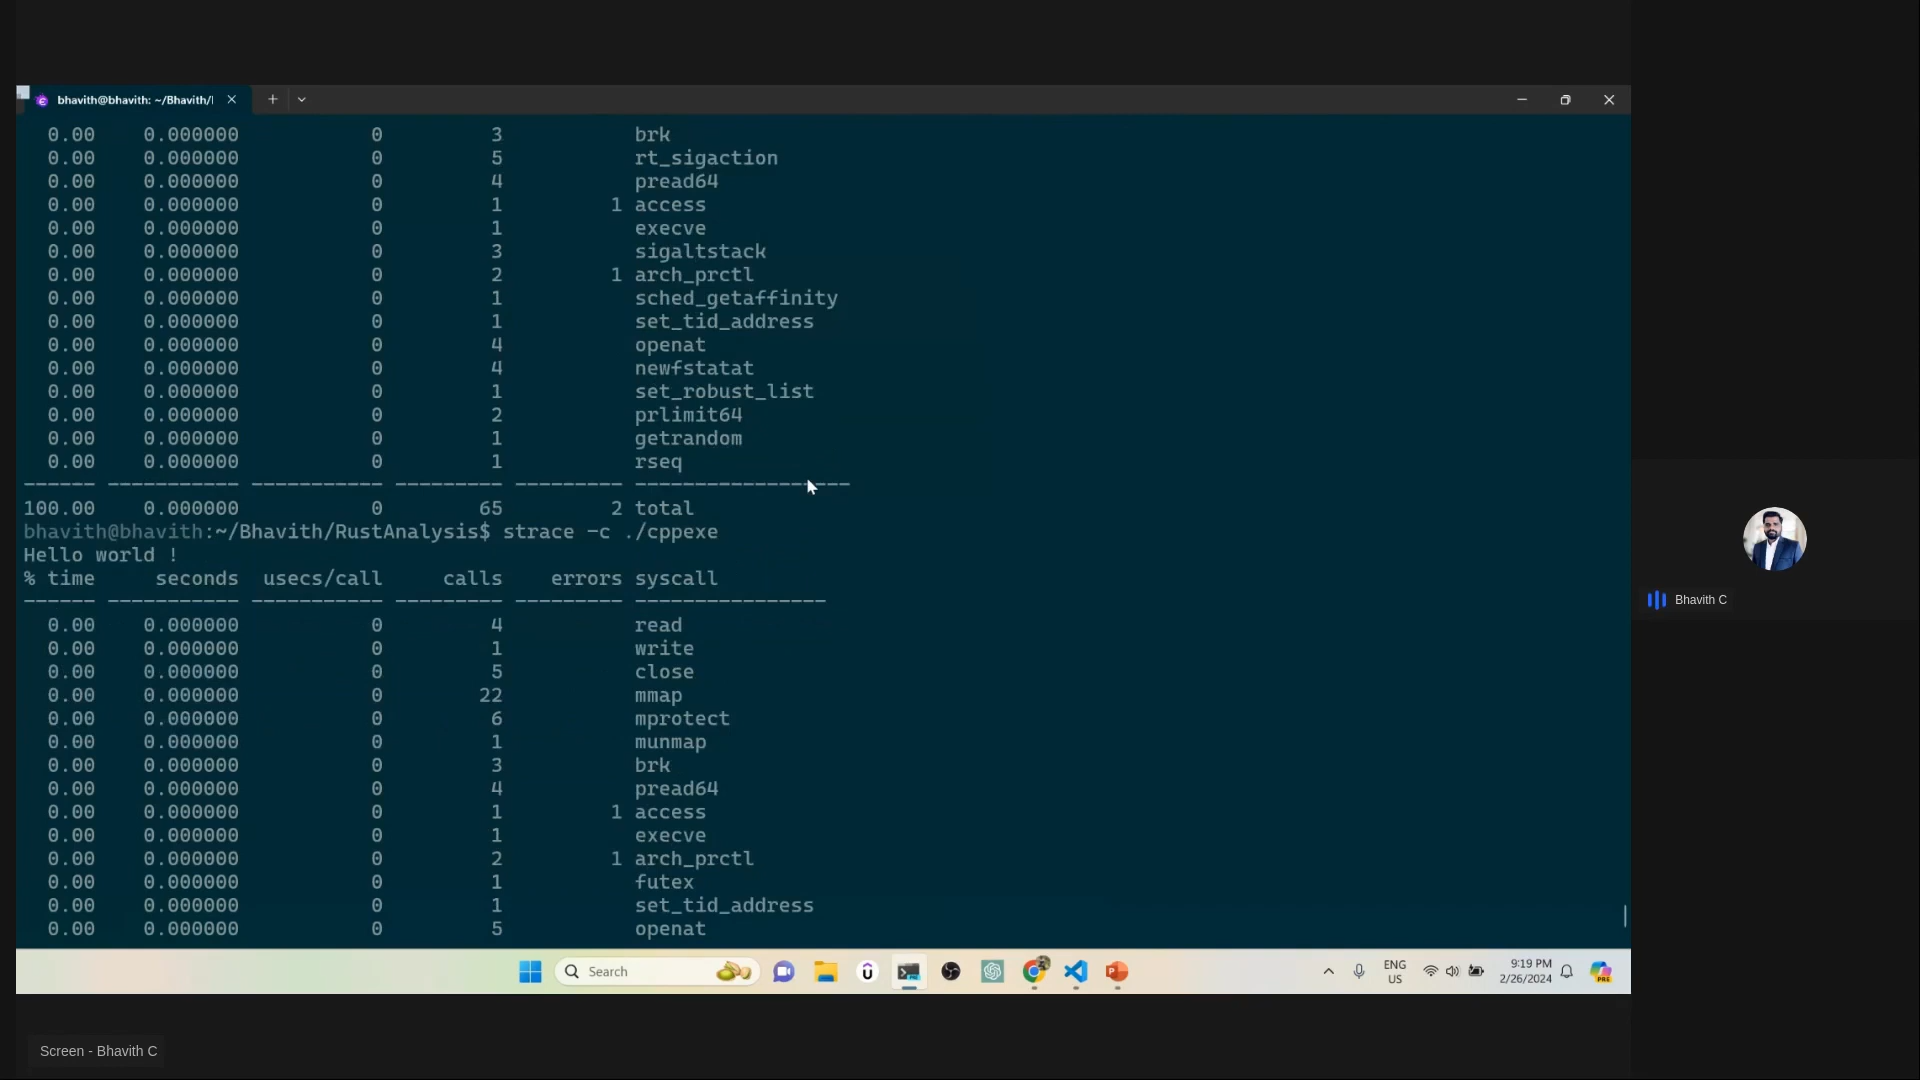 bhavith@bhavith: ~/Bhavith/
0.00 0.000000 0 3 brk
0.00 0.000000 0 5 rt_sigaction
0.00 0.000000 0 4 pread64
0.00 0.000000 0 1 1 access
0.00 0.000000 0 1 execve
0.00 0.000000 0 3 sigaltstack
0.00 0.000000 0 2 1 arch_prctl
0.00 0.000000 0 1 sched_getaffinity
0.00 0.000000 0 1 set_tid_address
0.00 0.000000 0 4 openat
0.00 0.000000 0 4 newfstatat
0.00 0.000000 0 1 set_robust_list
0.00 0.000000 0 2 prlimit64
0.00 0.000000 0 1 getrandom
0.00 0.000000 0 1 rseq
------ ----------- ----------- --------- --------- ------------------
100.00 0.000000 0 65 2 total
bhavith@bhavith:~/Bhavith/RustAnalysis$ strace -c ./cppexe
Hello world !
% time seconds usecs/call calls errors syscall
------ ----------- ----------- --------- --------- ----------------
0.00 0.000000 0 4 read
0.00 0.000000 0 1 write
0.00 0.000000 0 5 close
0.00 0.000000 0 22 mmap
0.00 0.000000 0 6 mprotect
0.00 0.000000 0 1 munmap
0.00 0.000000 0 3 brk
0.00 0.000000 0 4 pread64
0.00 0.000000 0 1 1 access
0.00 0.000000 0 1 execve
0.00 0.000000 0 2 1 arch_prctl
0.00 0.000000 0 1 futex
0.00 0.000000 0 1 set_tid_address
0.00 0.000000 0 5 openat
Bhavith C
Search
ENG
US
9:19 PM
2/26/2024
PRE
Screen - Bhavith C